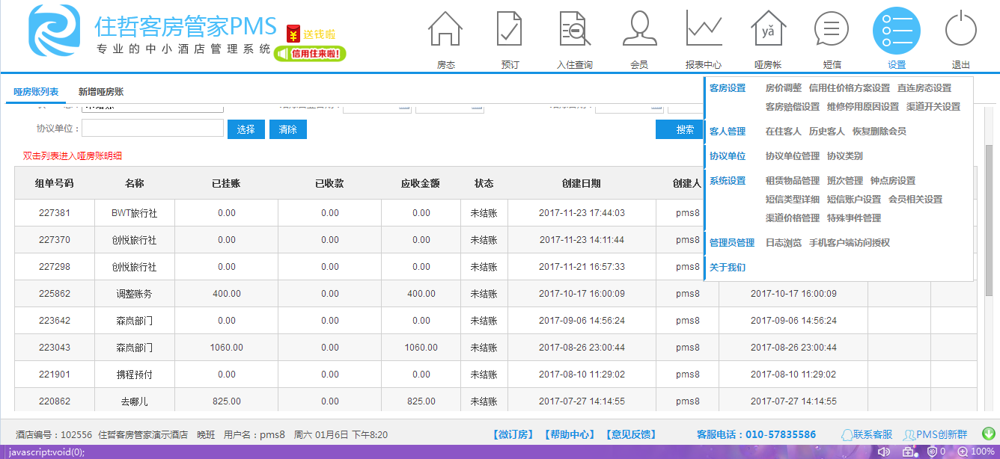 住哲客房管家PMS
专业的中小酒店管理系统
送钱啦
信用住来啦!
房态 预订 入住查询 会员 报表中心 哑房帐 短信 设置 退出
yǎ
哑房账列表 新增哑房账
客房设置 房价调整 信用住价格方案设置 直连房态设置
客房赔偿设置 维修停用原因设置 渠道开关设置
客人管理 在住客人 历史客人 恢复删除会员
协议单位 协议单位管理 协议类别
系统设置 租赁物品管理 班次管理 钟点房设置
短信类型详细 短信账户设置 会员相关设置
渠道价格管理 特殊事件管理
管理员管理 日志浏览 手机客户端访问授权
关于我们
协议单位: 选择 清除 搜索
双击列表进入哑房账明细
组单号码 名称 已挂账 已收款 应收金额 状态 创建日期 创建人
227381 BWT旅行社 0.00 0.00 0.00 未结账 2017-11-23 17:44:03 pms8
227370 创悦旅行社 0.00 0.00 0.00 未结账 2017-11-23 14:11:44 pms8
227298 创悦旅行社 0.00 0.00 0.00 未结账 2017-11-21 16:57:33 pms8
225862 调整账务 400.00 0.00 400.00 未结账 2017-10-17 16:00:09 pms8 2017-10-17 16:00:09
223642 森岚部门 0.00 0.00 0.00 未结账 2017-09-06 14:56:24 pms8 2017-09-06 14:56:24
223043 森岚部门 1060.00 0.00 1060.00 未结账 2017-08-26 23:00:44 pms8 2017-08-26 23:00:44
221901 携程预付 0.00 0.00 0.00 未结账 2017-08-10 11:29:02 pms8 2017-08-10 11:29:02
220862 去哪儿 825.00 0.00 825.00 未结账 2017-07-27 14:14:55 pms8 2017-07-27 14:14:55
酒店编号:102556 住哲客房管家演示酒店 晚班 用户名:pms8 周六 01月6日 下午8:20 【微订房】 【帮助中心】 【意见反馈】 客服电话:010-57835586 联系客服 PMS创新群
javascript:void(0); 0 100%